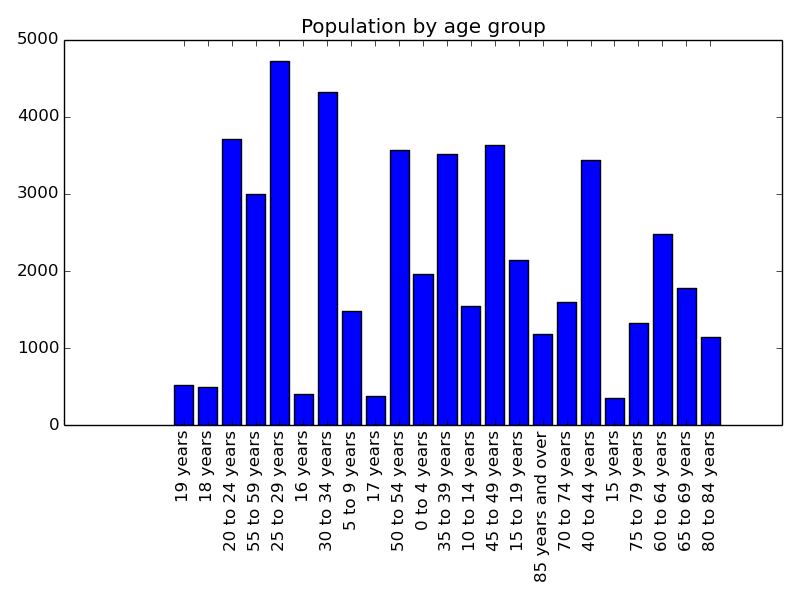 Population by age group
5000
4000
3000
2000
1000
0
19 years
18 years
20 to 24 years
55 to 59 years
25 to 29 years
16 years
30 to 34 years
5 to 9 years
17 years
50 to 54 years
0 to 4 years
35 to 39 years
10 to 14 years
45 to 49 years
15 to 19 years
85 years and over
70 to 74 years
40 to 44 years
15 years
75 to 79 years
60 to 64 years
65 to 69 years
80 to 84 years